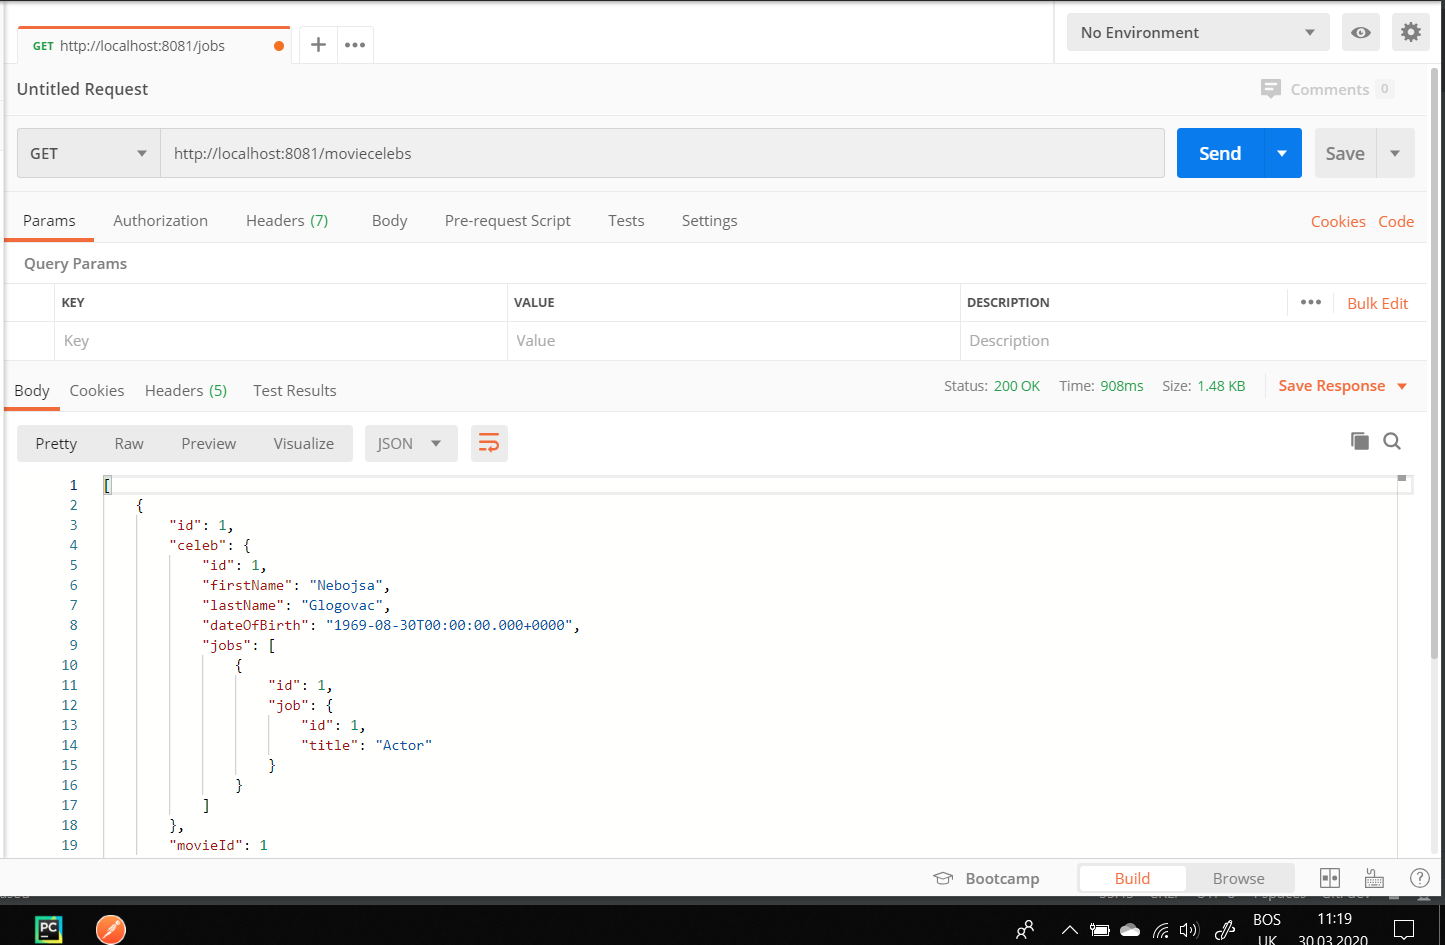 GET http://localhost:8081/jobs
No Environment
Untitled Request
Comments 0
GET http://localhost:8081/moviecelebs Send Save
Params Authorization Headers (7) Body Pre-request Script Tests Settings Cookies Code
Query Params
KEY VALUE DESCRIPTION Bulk Edit
Key Value Description
Body Cookies Headers (5) Test Results Status: 200 OK Time: 908ms Size: 1.48 KB Save Response
Pretty Raw Preview Visualize JSON
1 [
2 {
3 "id": 1,
4 "celeb": {
5 "id": 1,
6 "firstName": "Nebojsa",
7 "lastName": "Glogovac",
8 "dateOfBirth": "1969-08-30T00:00:00.000+0000",
9 "jobs": [
10 {
11 "id": 1,
12 "job": {
13 "id": 1,
14 "title": "Actor"
15 }
16 }
17 ]
18 },
19 "movieId": 1
Bootcamp Build Browse
PC BOS 11:19
UK 30.03.2020